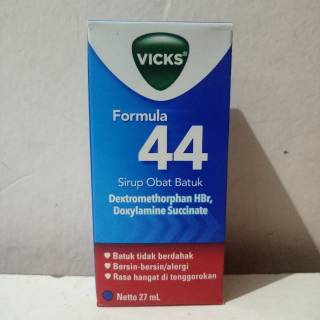 VICKS®
Formula
44
Sirup Obat Batuk
Dextromethorphan HBr,
Doxylamine Succinate
Batuk tidak berdahak
Bersin-bersin/alergi
Rasa hangat di tenggorokan
Netto 27 mL